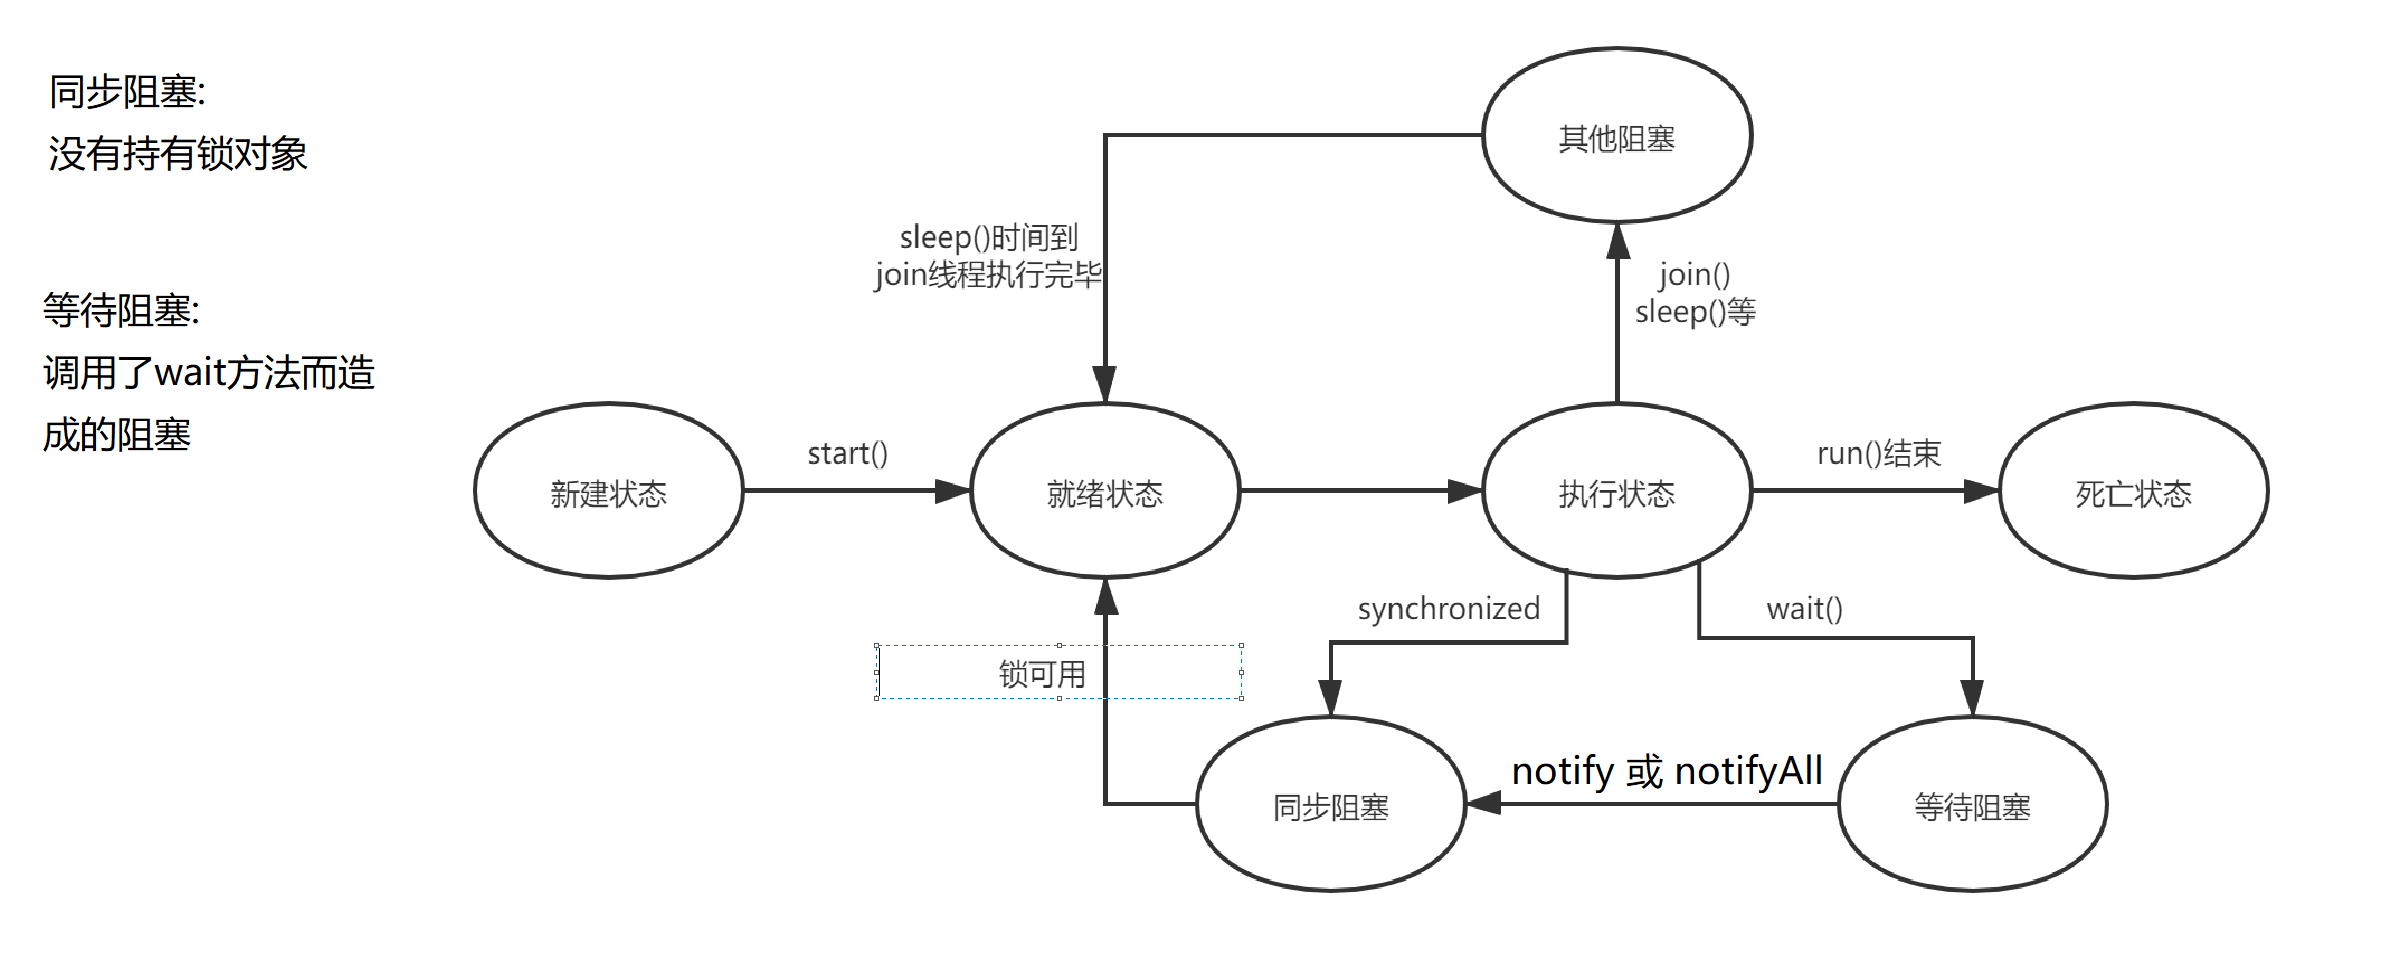 同步阻塞:
没有持有锁对象
等待阻塞:
调用了wait方法而造
成的阻塞
其他阻塞
sleep()时间到
join线程执行完毕
join()
sleep()等
新建状态
start()
就绪状态
执行状态
run()结束
死亡状态
synchronized
wait()
锁可用
同步阻塞
notify 或 notifyAll
等待阻塞